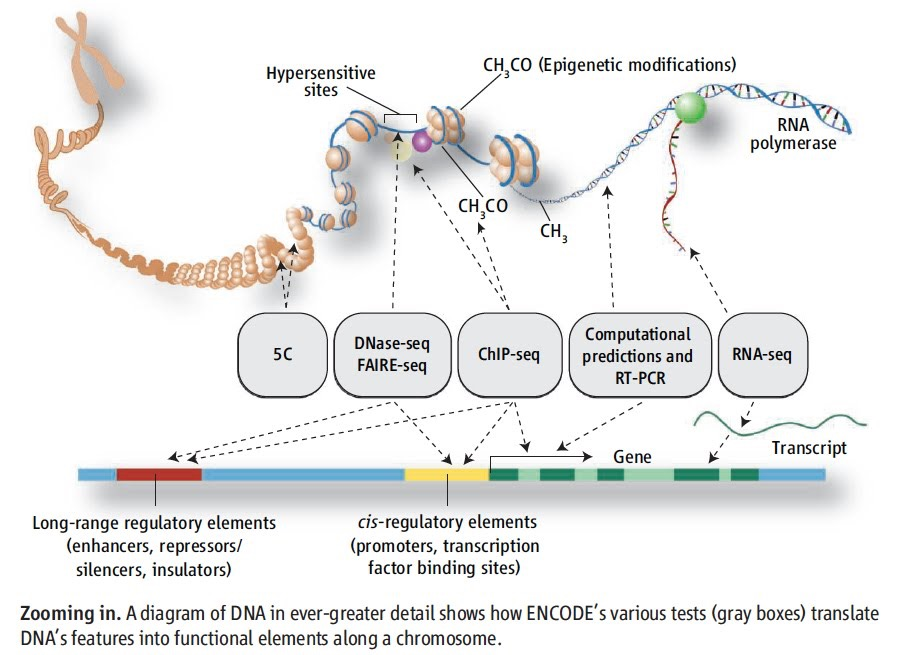 Hypersensitive
sites
CH3CO (Epigenetic modifications)
RNA
polymerase
CH3CO
CH3
5C
DNase-seq
FAIRE-seq
ChIP-seq
Computational
predictions and
RT-PCR
RNA-seq
Transcript
Gene
Long-range regulatory elements
(enhancers, repressors/
silencers, insulators)
cis-regulatory elements
(promoters, transcription
factor binding sites)
Zooming in. A diagram of DNA in ever-greater detail shows how ENCODE's various tests (gray boxes) translate
DNA's features into functional elements along a chromosome.